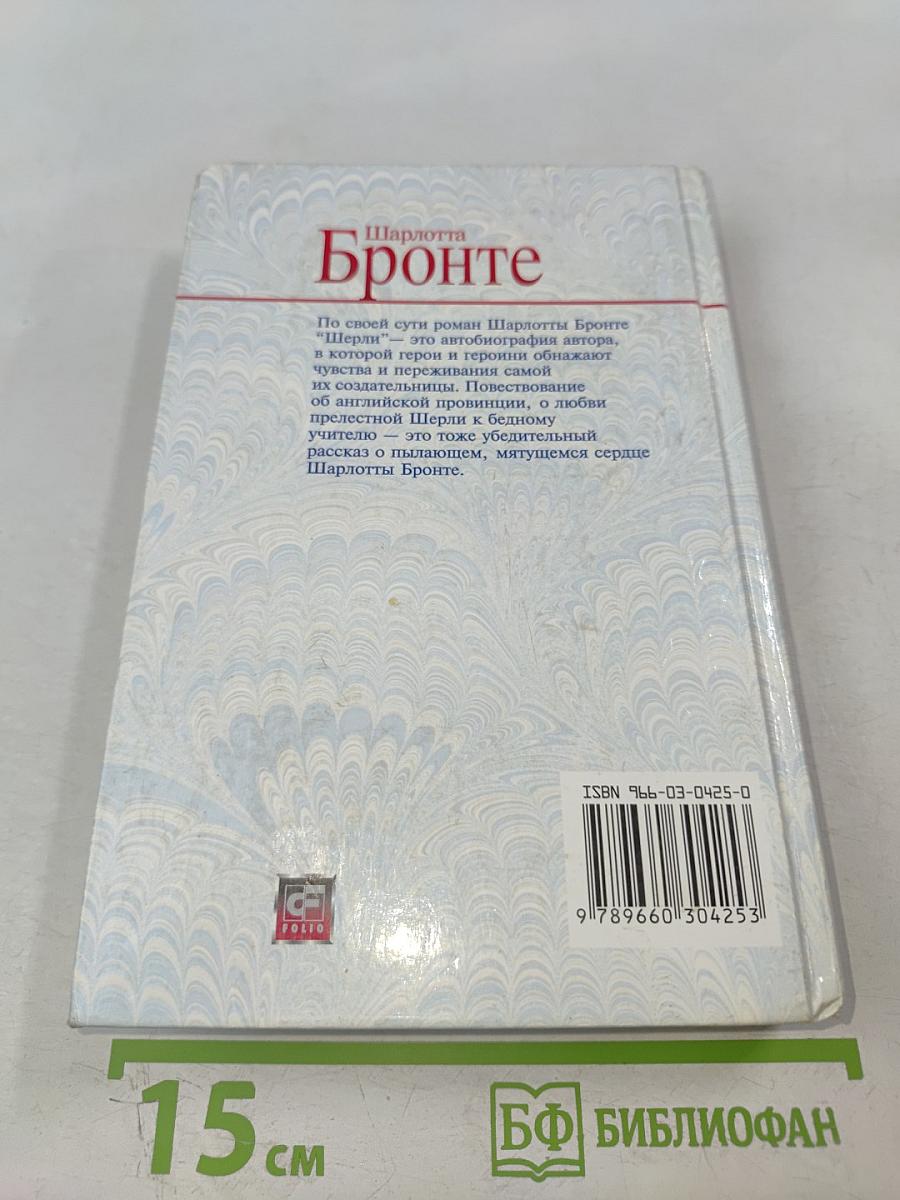 Шарлотта
Бронте
По своей сути роман Шарлотты Бронте
“Шерли”— это автобиография автора,
в которой герои и героини обнажают
чувства и переживания самой
их создательницы. Повествование
об английской провинции, о любви
прелестной Шерли к бедному
учителю — это тоже убедительный
рассказ о пылающем, мятущемся сердце
Шарлотты Бронте.
ISBN 966-03-0425-0
9 789660 304253
FOLIO
15 см
БФ БИБЛИОФАН